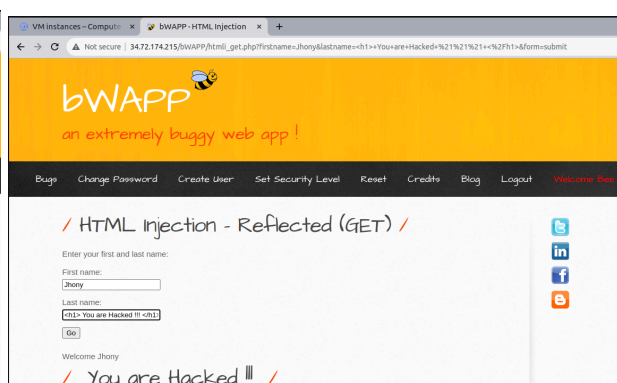 VM instances – Compute
bWAPP - HTML Injection
Not secure | 34.72.174.215/bWAPP/htmli_get.php?firstname=Jhony&lastname=<h1>+You+are+Hacked+%21%21%21+<%2Fh1>&form=submit
bWAPP
an extremely buggy web app !
Bugs Change Password Create User Set Security Level Reset Credits Blog Logout Welcome Bee
/ HTML Injection - Reflected (GET) /
Enter your first and last name:
First name:
Jhony
Last name:
<h1> You are Hacked !!! </h1>
Go
Welcome Jhony
/ You are Hacked !!! /